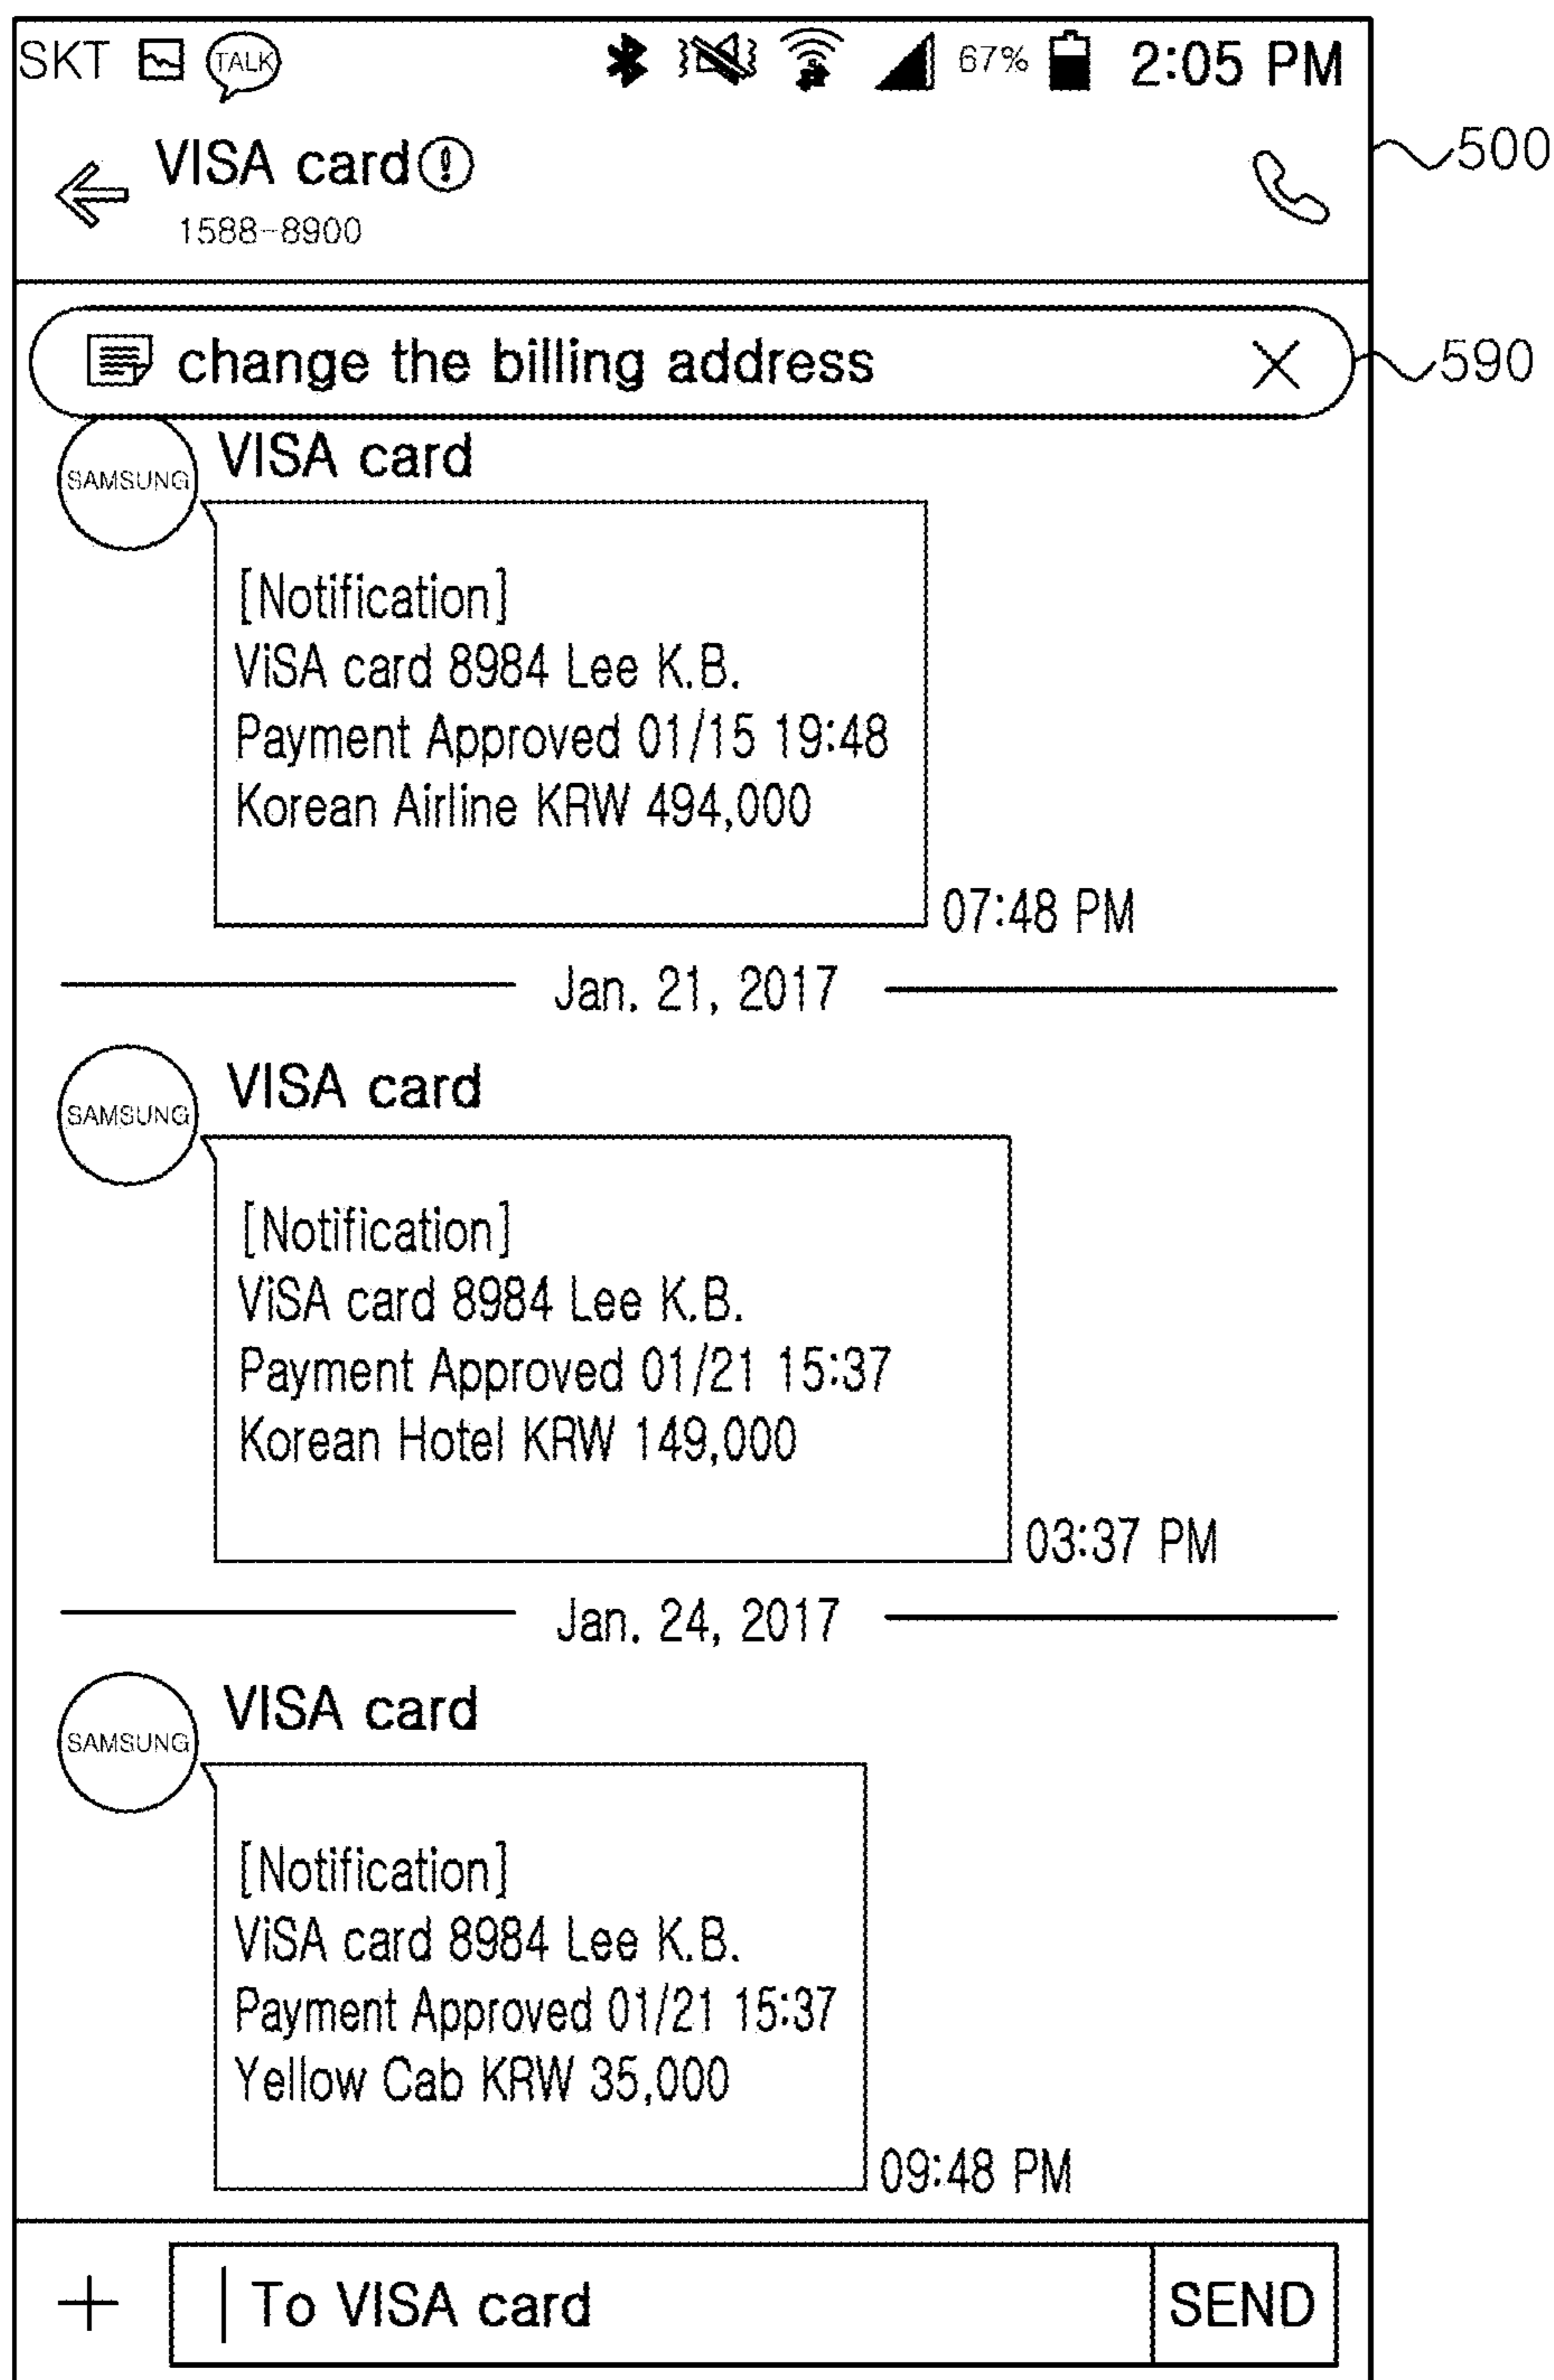 SKT TALK 67% 2:05 PM
VISA card
1588-8900
500
change the billing address
590
SAMSUNG
VISA card
[Notification]
ViSA card 8984 Lee K.B.
Payment Approved 01/15 19:48
Korean Airline KRW 494,000
07:48 PM
Jan. 21, 2017
SAMSUNG
VISA card
[Notification]
ViSA card 8984 Lee K.B.
Payment Approved 01/21 15:37
Korean Hotel KRW 149,000
03:37 PM
Jan. 24, 2017
SAMSUNG
VISA card
[Notification]
ViSA card 8984 Lee K.B.
Payment Approved 01/21 15:37
Yellow Cab KRW 35,000
09:48 PM
+ To VISA card SEND